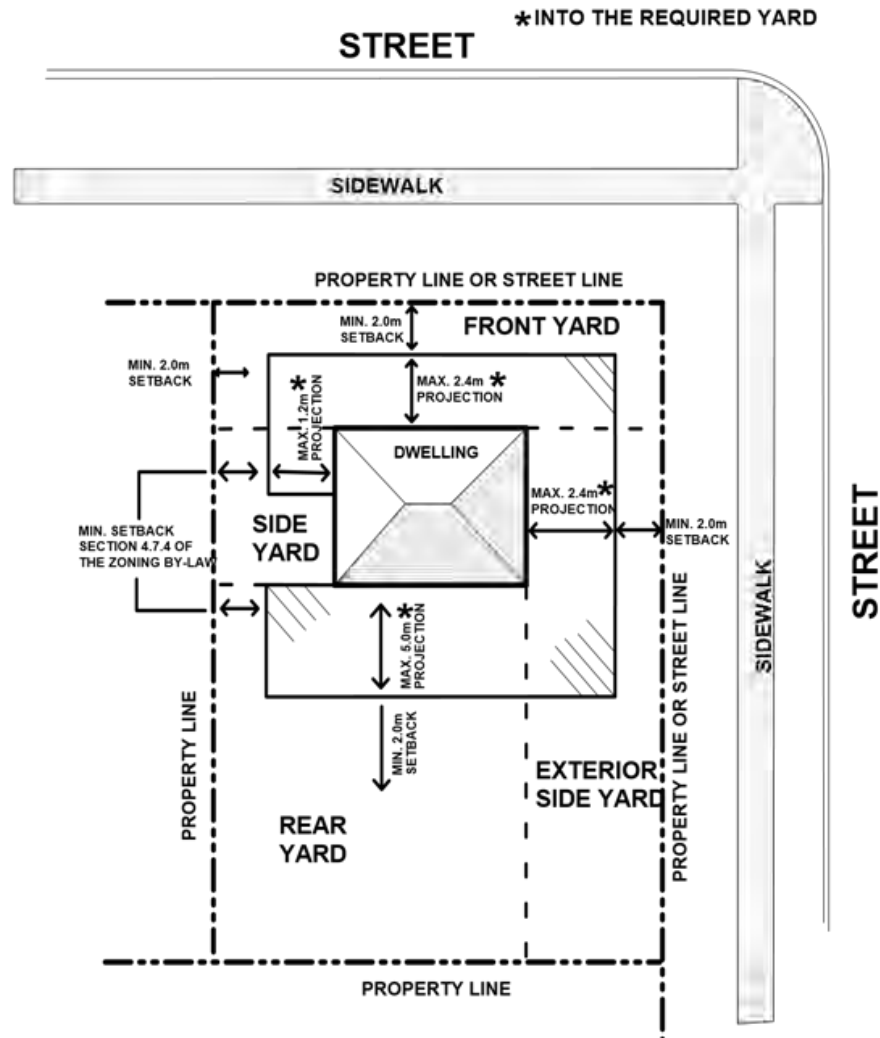 *INTO THE REQUIRED YARD
STREET
SIDEWALK
PROPERTY LINE OR STREET LINE
MIN. 2.0m
SETBACK
FRONT YARD
MIN. 2.0m
SETBACK
MAX. 1.2m*
PROJECTION
MAX. 2.4m*
PROJECTION
DWELLING
MAX. 2.4m*
PROJECTION
MIN. 2.0m
SETBACK
SIDE
YARD
MIN. SETBACK
SECTION 4.7.4 OF
THE ZONING BY-LAW
STREET
SIDEWALK
PROPERTY LINE OR STREET LINE
MAX. 5.0m*
PROJECTION
MIN. 2.0m
SETBACK
PROPERTY LINE
EXTERIOR
SIDE YARD
REAR
YARD
PROPERTY LINE